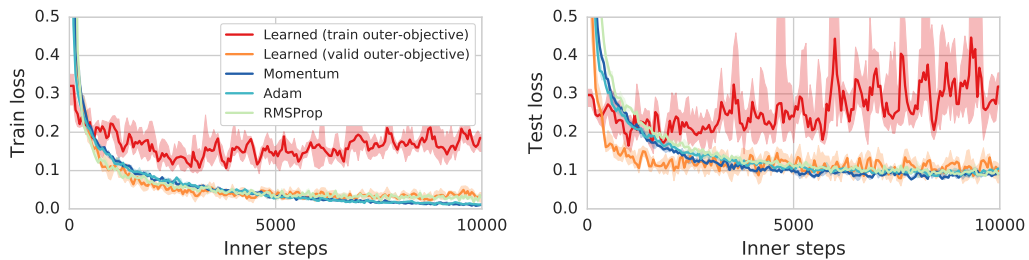 0.5
0.4
0.3
0.2
0.1
0.0
Train loss
0
5000
10000
Inner steps
Learned (train outer-objective)
Learned (valid outer-objective)
Momentum
Adam
RMSProp
0.5
0.4
0.3
0.2
0.1
0.0
Test loss
0
5000
10000
Inner steps